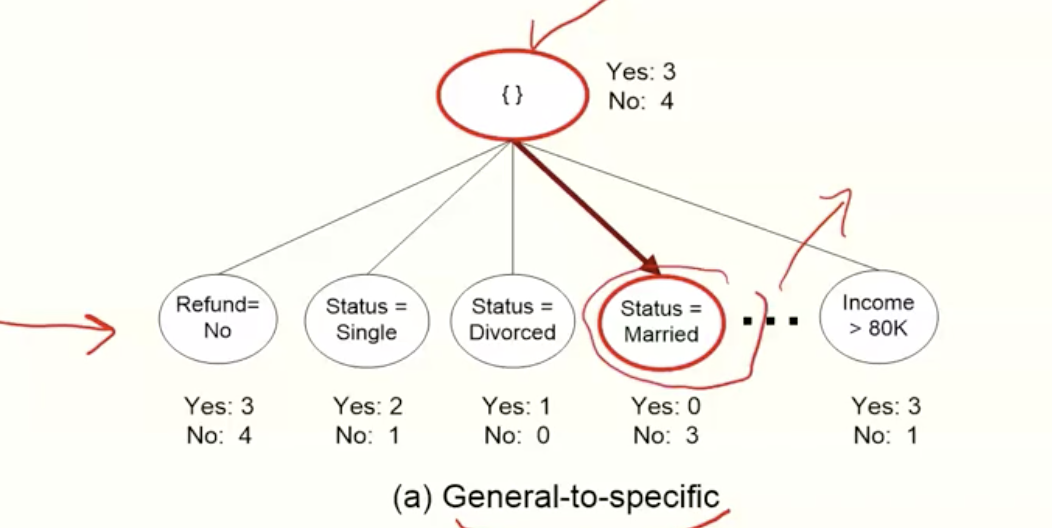 { }
Yes: 3
No: 4
Refund=
No
Status =
Single
Status =
Divorced
Status =
Married
...
Income
> 80K
Yes: 3
No: 4
Yes: 2
No: 1
Yes: 1
No: 0
Yes: 0
No: 3
Yes: 3
No: 1
(a) General-to-specific